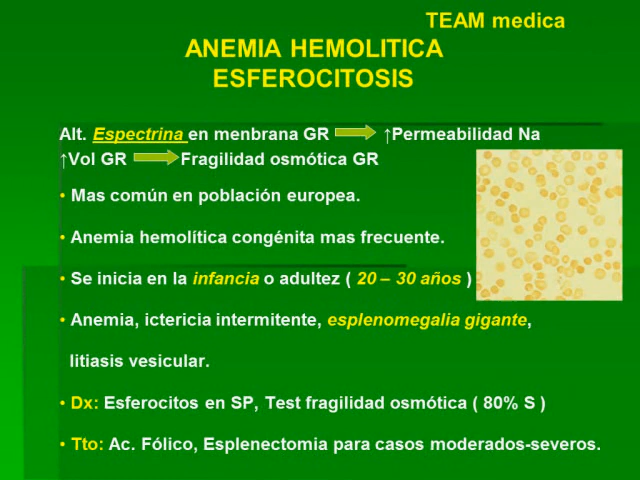 TEAM medica
ANEMIA HEMOLITICA
ESFEROCITOSIS
Alt. Espectrina en menbrana GR ↑Permeabilidad Na
↑Vol GR Fragilidad osmótica GR
• Mas común en población europea.
• Anemia hemolítica congénita mas frecuente.
• Se inicia en la infancia o adultez ( 20 – 30 años )
• Anemia, ictericia intermitente, esplenomegalia gigante,
litiasis vesicular.
• Dx: Esferocitos en SP, Test fragilidad osmótica ( 80% S )
• Tto: Ac. Fólico, Esplenectomia para casos moderados-severos.